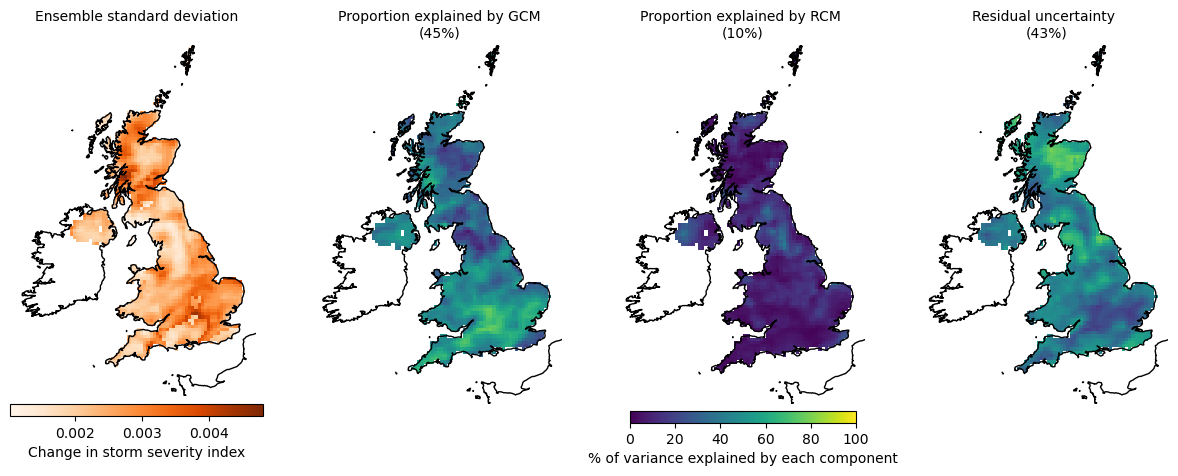 Ensemble standard deviation
Proportion explained by GCM
(45%)
Proportion explained by RCM
(10%)
Residual uncertainty
(43%)
0.002 0.003 0.004
Change in storm severity index
0 20 40 60 80 100
% of variance explained by each component